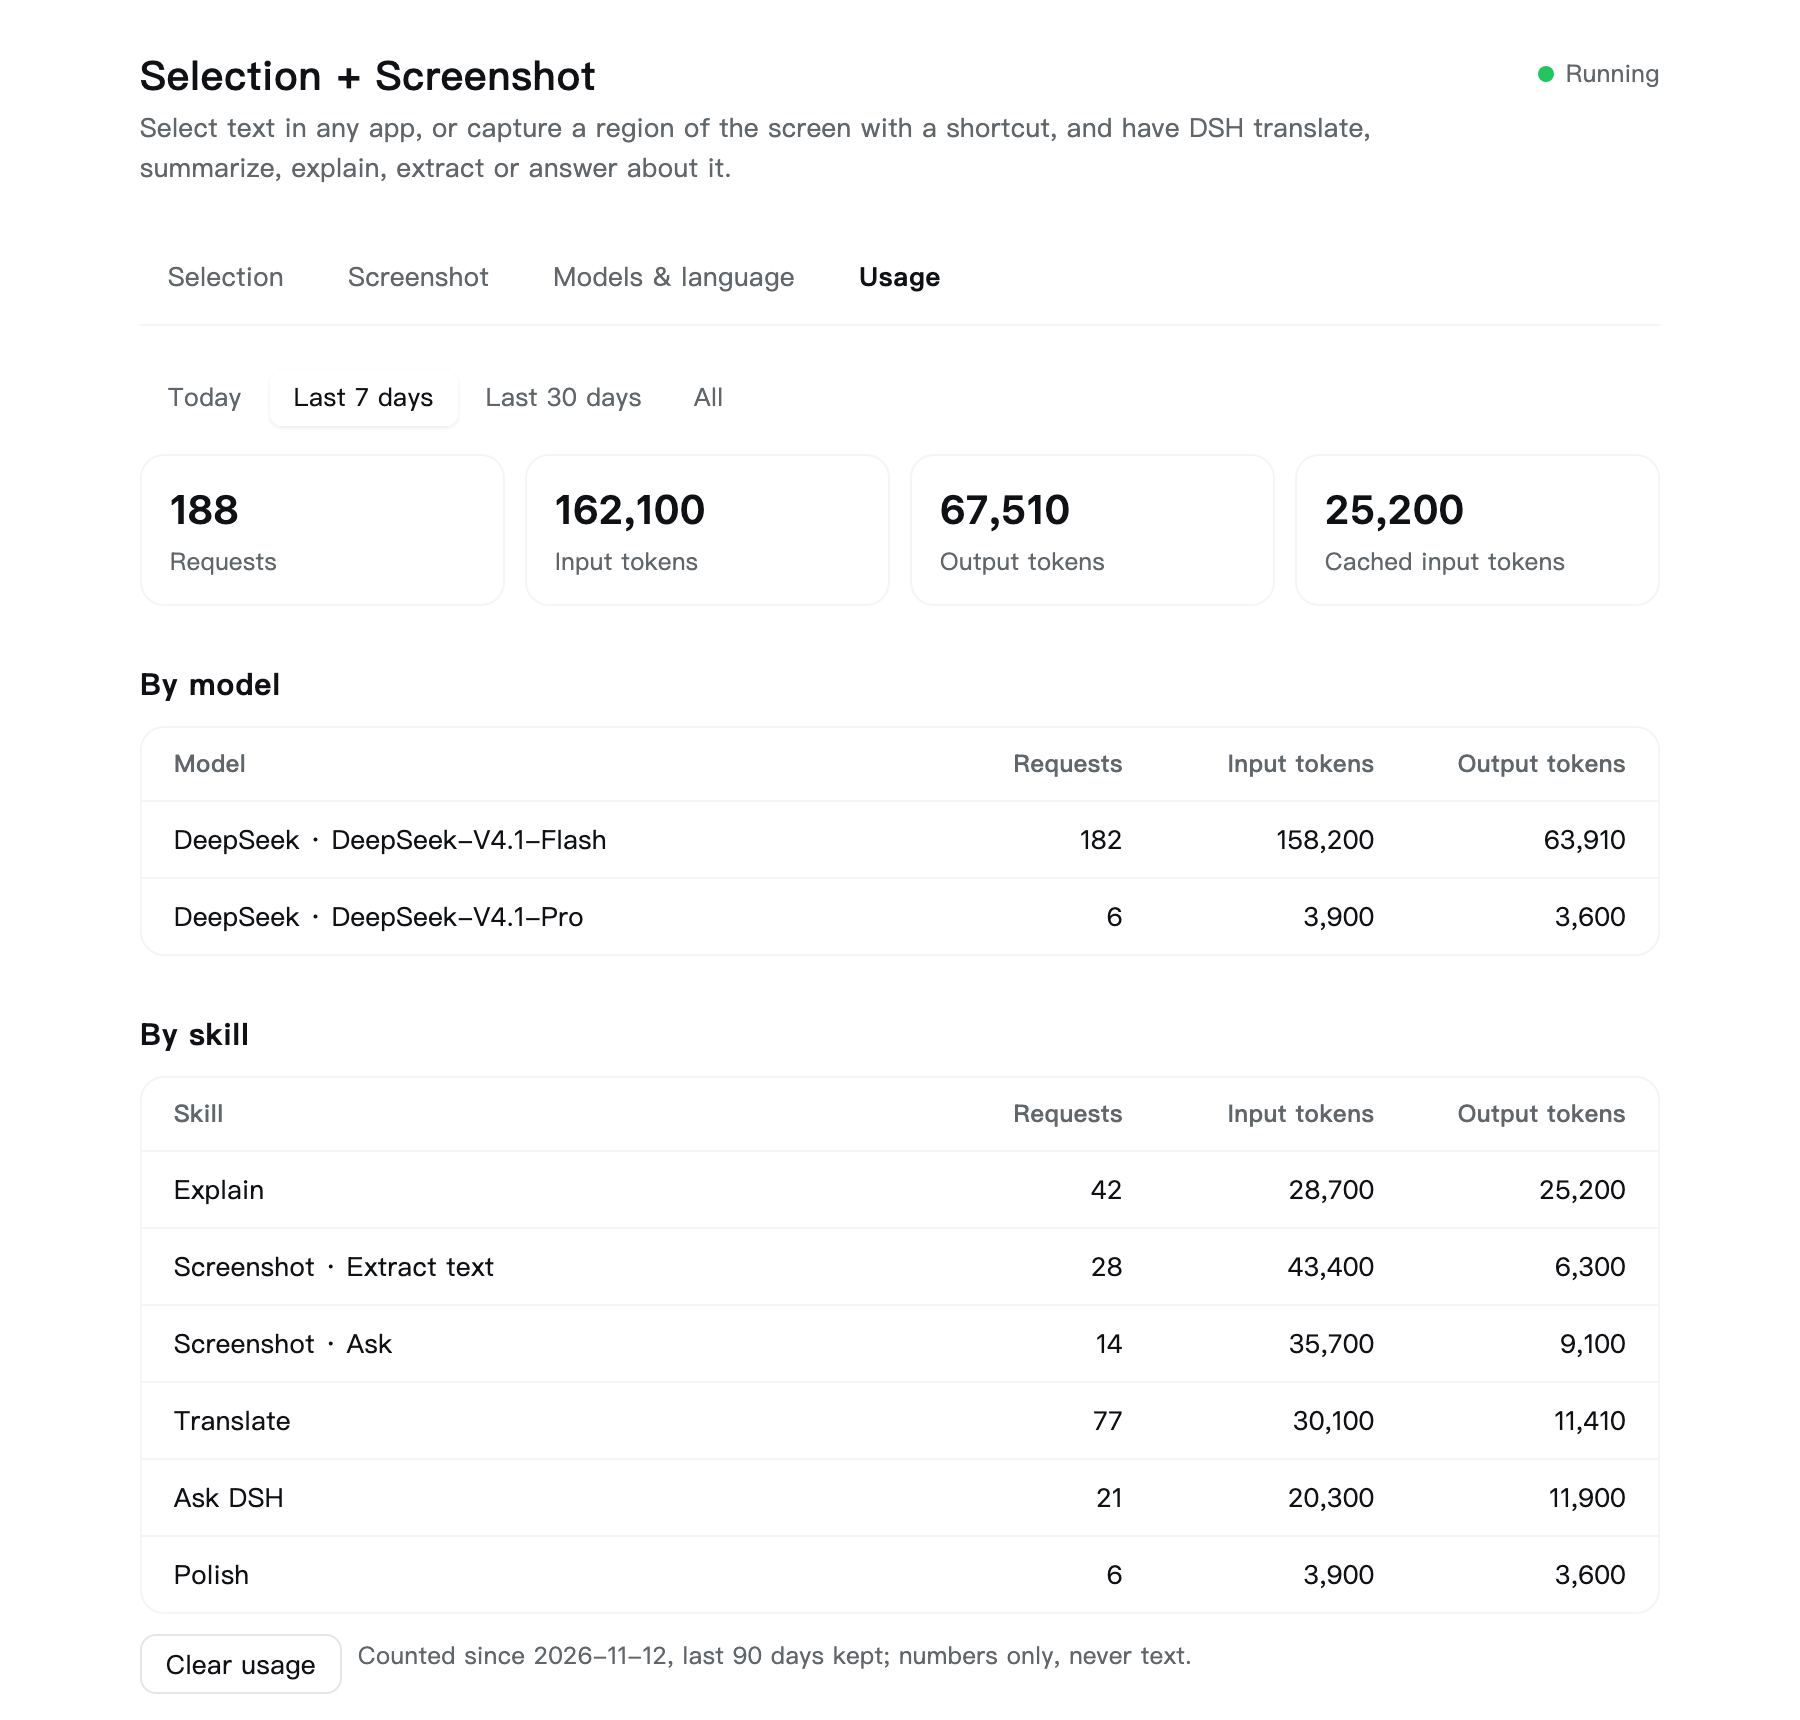 Selection + Screenshot
Running
Select text in any app, or capture a region of the screen with a shortcut, and have DSH translate,
summarize, explain, extract or answer about it.
Selection Screenshot Models & language Usage
Today Last 7 days Last 30 days All
188 162,100 67,510 25,200
Requests Input tokens Output tokens Cached input tokens
By model
Model Requests Input tokens Output tokens
DeepSeek · DeepSeek-V4.1-Flash 182 158,200 63,910
DeepSeek · DeepSeek-V4.1-Pro 6 3,900 3,600
By skill
Skill Requests Input tokens Output tokens
Explain 42 28,700 25,200
Screenshot · Extract text 28 43,400 6,300
Screenshot · Ask 14 35,700 9,100
Translate 77 30,100 11,410
Ask DSH 21 20,300 11,900
Polish 6 3,900 3,600
Clear usage Counted since 2026-11-12, last 90 days kept; numbers only, never text.